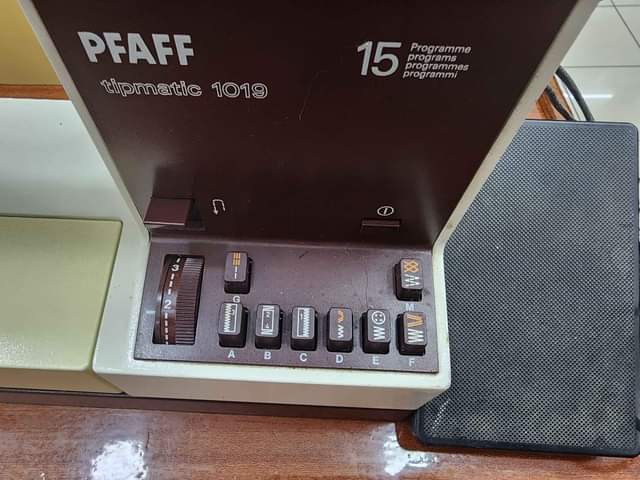 PFAFF
tipmatic 1019
15
Programme
programs
programmes
programmi
3
2
G
M
A B C D E F